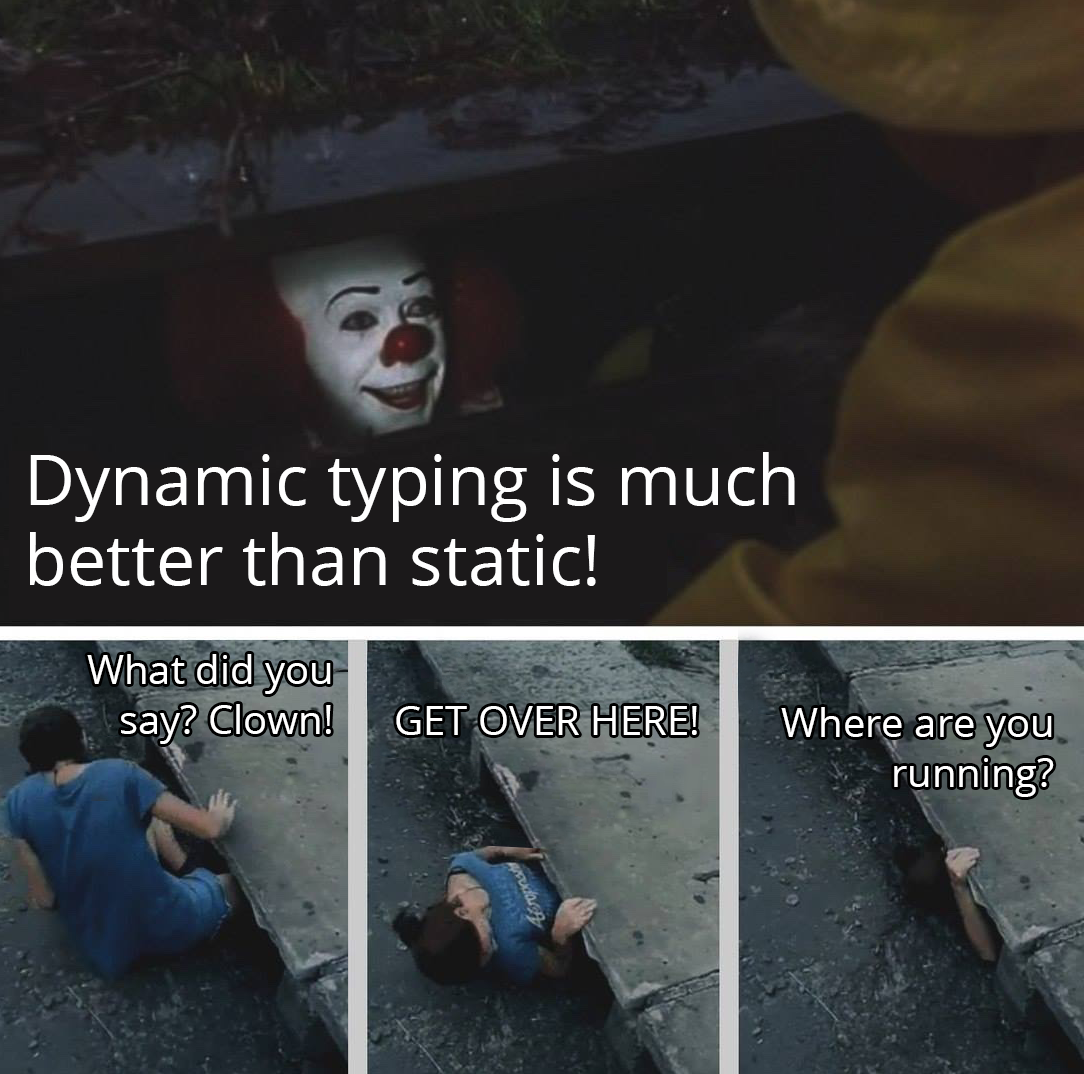 Dynamic typing is much
better than static!
What did you
say? Clown!
GET OVER HERE!
Where are you
running?